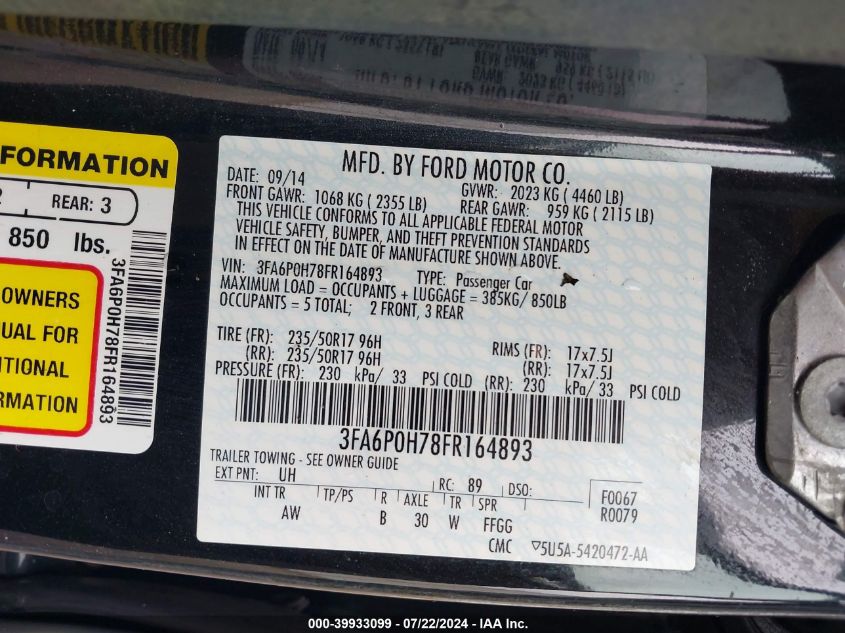 FORMATION
REAR: 3
850 lbs.
OWNERS
UAL FOR
ITIONAL
RMATION
3FA6P0H78FR164893
MFD. BY FORD MOTOR CO.
DATE: 09/14
GVWR: 2023 KG ( 4460 LB)
FRONT GAWR: 1068 KG ( 2355 LB)
REAR GAWR: 959 KG ( 2115 LB)
THIS VEHICLE CONFORMS TO ALL APPLICABLE FEDERAL MOTOR
VEHICLE SAFETY, BUMPER, AND THEFT PREVENTION STANDARDS
IN EFFECT ON THE DATE OF MANUFACTURE SHOWN ABOVE.
VIN: 3FA6P0H78FR164893 TYPE: Passenger Car
MAXIMUM LOAD = OCCUPANTS + LUGGAGE = 385KG/ 850LB
OCCUPANTS = 5 TOTAL; 2 FRONT, 3 REAR
TIRE (FR): 235/50R17 96H RIMS (FR): 17x7.5J
(RR): 235/50R17 96H (RR): 17x7.5J
PRESSURE (FR): 230 kPa/ 33 PSI COLD (RR): 230 kPa/ 33 PSI COLD
3FA6P0H78FR164893
TRAILER TOWING - SEE OWNER GUIDE
EXT PNT: UH RC: 89 DSO:
INT TR TP/PS R AXLE TR SPR
AW B 30 W FFGG
F0067
R0079
CMC ▽5U5A-5420472-AA
000-39933099 - 07/22/2024 - COPYRIGHT IAA, Inc.